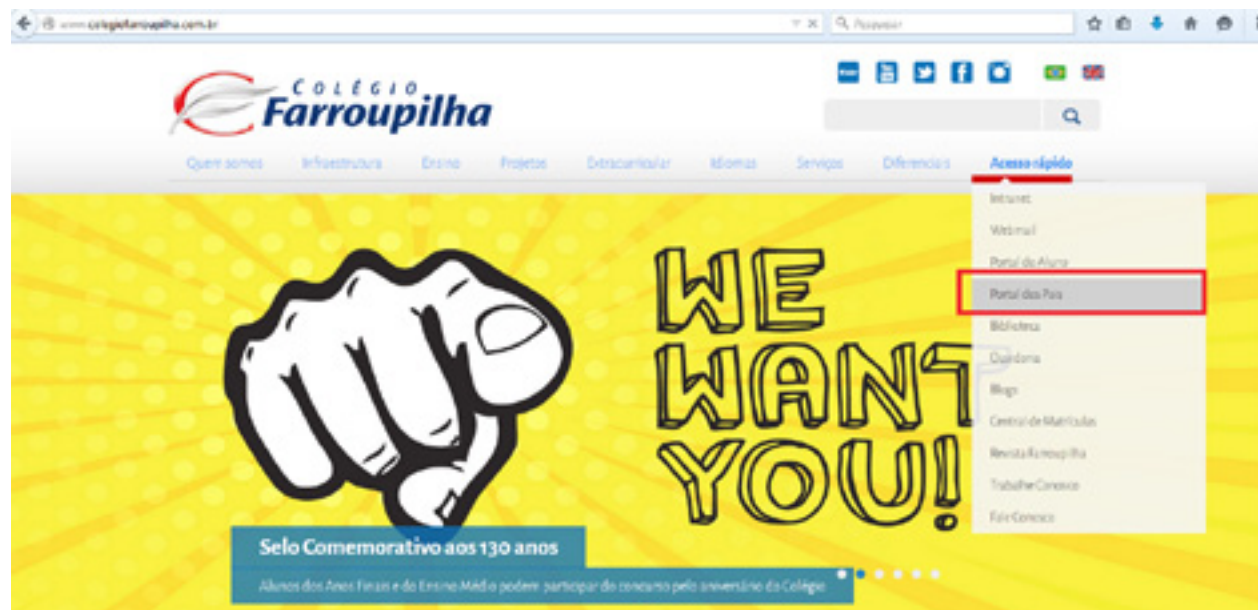 www.colegiofarroupilha.com.br
Pesquisar
COLÉGIO
Farroupilha
Quem somos Infraestrutura Ensino Projetos Extracurricular Idiomas Serviços Diferenciais Acesso rápido
Intranet
Webmail
Portal do Aluno
Portal dos Pais
Biblioteca
Ouvidoria
Blogs
Central de Matrículas
Revista Farroupilha
Trabalhe Conosco
Fale Conosco
WE
WANT
YOU!
Selo Comemorativo aos 130 anos
Alunos dos Anos Finais e do Ensino Médio podem participar do concurso pelo aniversário do Colégio